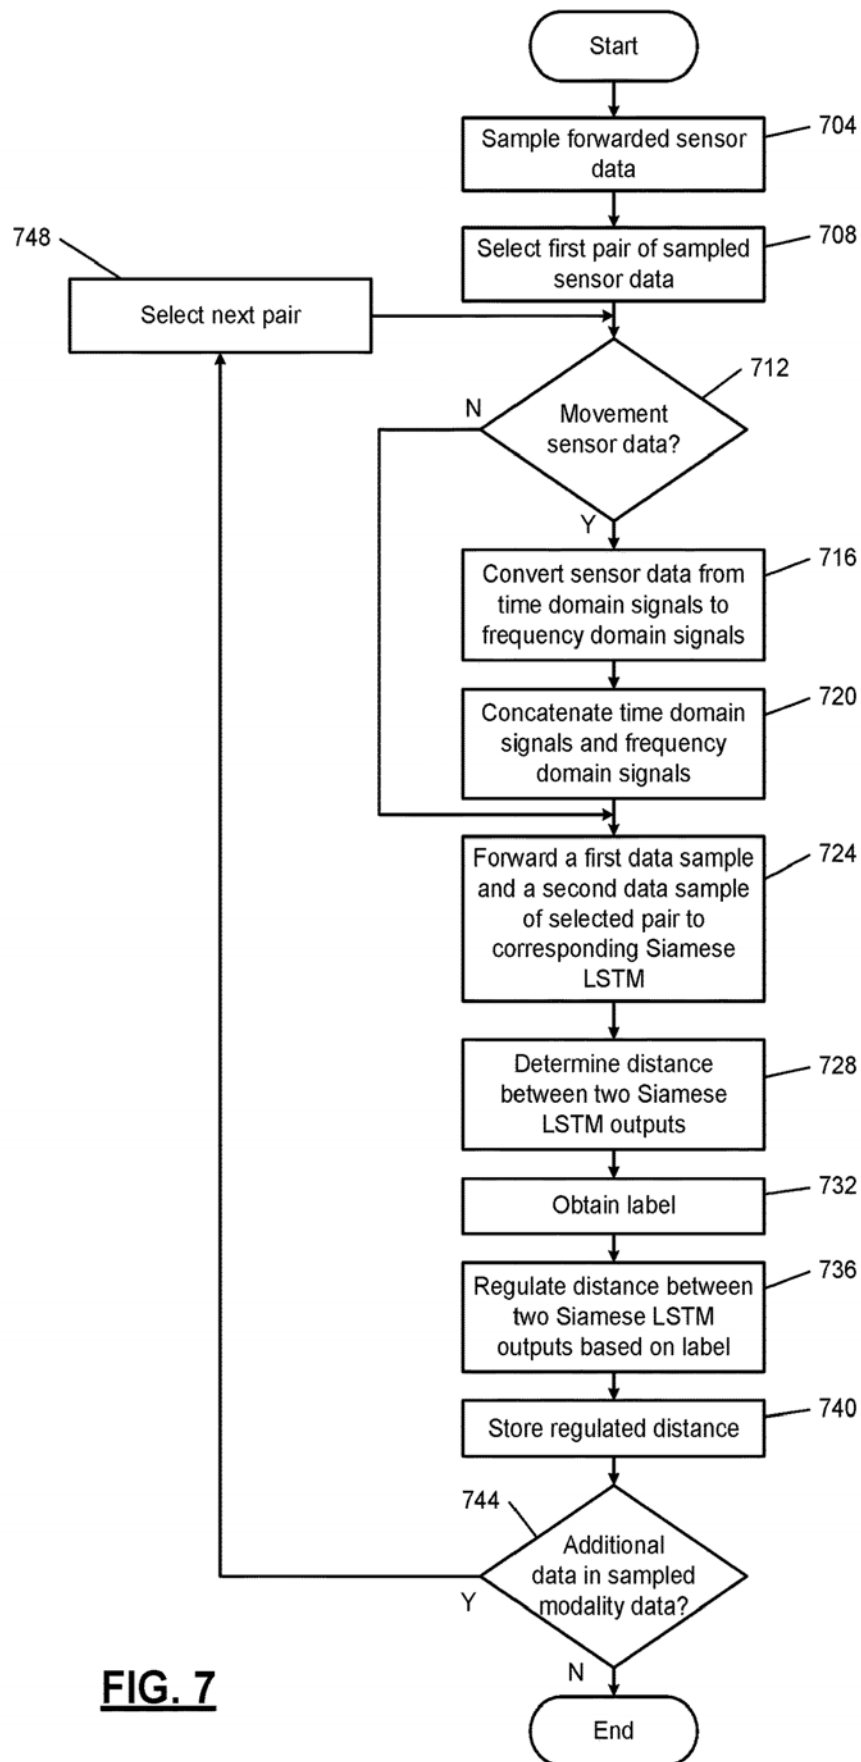 Start
704
Sample forwarded sensor
data
748
708
Select first pair of sampled
sensor data
Select next pair
712
N
Movement
sensor data?
Y
716
Convert sensor data from
time domain signals to
frequency domain signals
720
Concatenate time domain
signals and frequency
domain signals
724
Forward a first data sample
and a second data sample
of selected pair to
corresponding Siamese
LSTM
728
Determine distance
between two Siamese
LSTM outputs
732
Obtain label
736
Regulate distance between
two Siamese LSTM
outputs based on label
740
Store regulated distance
744
Additional
data in sampled
modality data?
Y
N
End
FIG. 7